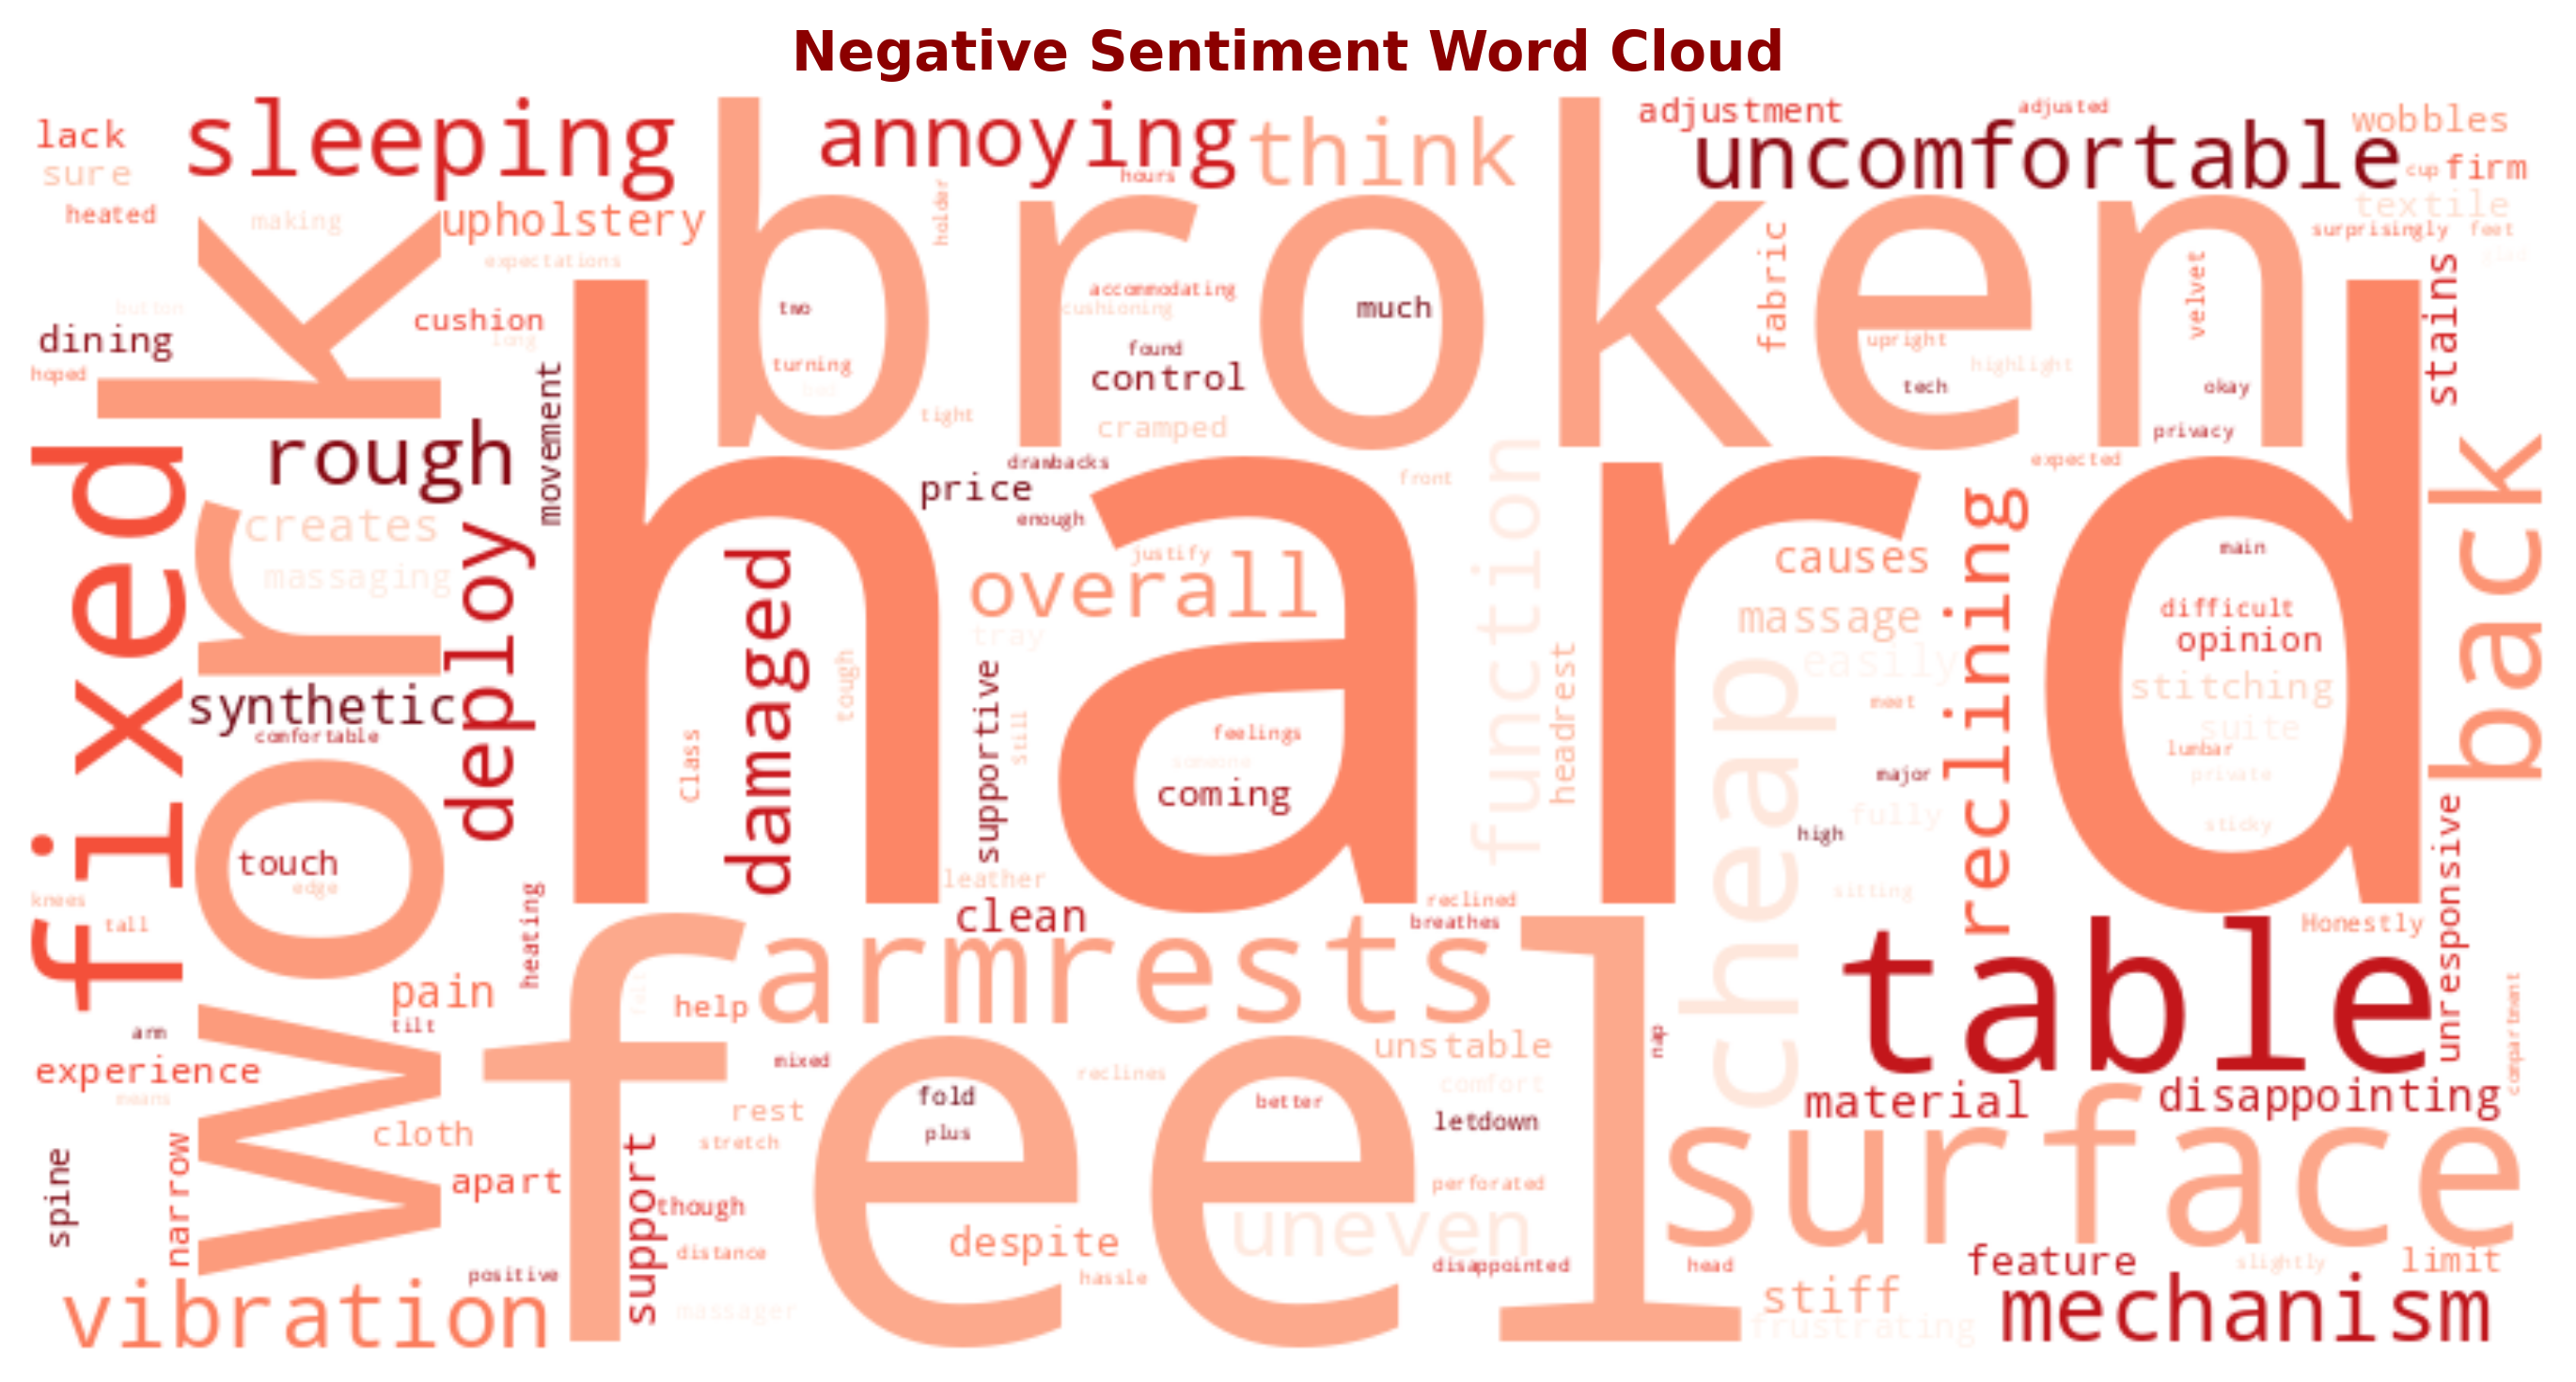 Negative Sentiment Word Cloud
lack
sure
heated
sleeping
making
upholstery
expectations
annoying
think
hours
holder
broken
adjustment
adjusted
uncomfortable
wobbles
cup
firm
textile
surprisingly
feet
glad
button
dining
hoped
cushion
long
work
fixed
rough
movement
creates
massaging
deploy
synthetic
comfortable
two
turning
accommodating
cushioning
found
control
cramped
tight
much
fabric
upright
highlight
tech
velvet
okay
privacy
expected
stains
back
hard
drawbacks
price
enough
front
justify
overall
tray
supportive
still
damaged
tough
class
feelings
someone
coming
function
headrest
causes
massage
easily
meet
cheap
major
fully
high
sitting
reclining
main
difficult
opinion
stitching
suite
lumbar
private
sticky
unresponsive
Honestly
touch
edge
knees
tall
heating
leather
clean
reclined
breathes
armrests
feel
help
pain
tilt
arm
experience
means
spine
narrow
cloth
apart
positive
vibration
support
though
distance
massager
rest
stretch
mixed
reclines
fold
plus
better
unstable
comfort
letdown
perforated
uneven
despite
hassle
disappointed
nap
table
compartment
material
disappointing
surface
head
feature
slightly
limit
stiff
frustrating
mechanism